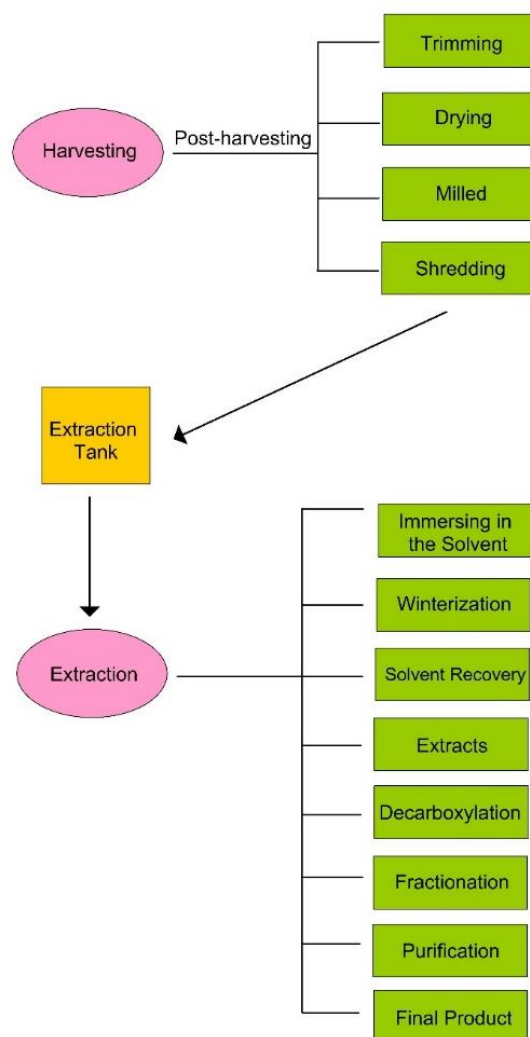 Trimming
Harvesting
Post-harvesting
Drying
Milled
Shredding
Extraction
Tank
Immersing in
the Solvent
Winterization
Extraction
Solvent Recovery
Extracts
Decarboxylation
Fractionation
Purification
Final Product